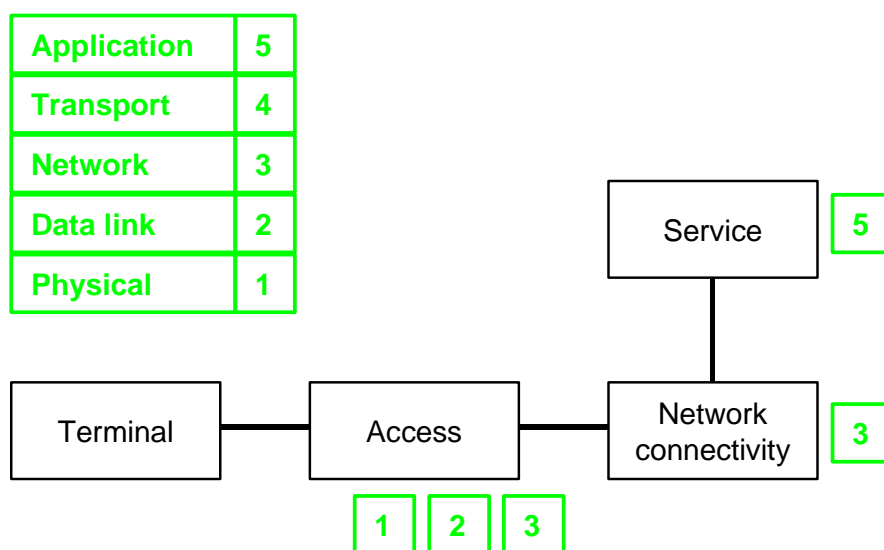 Application 5
Transport 4
Network 3
Data link 2
Physical 1
Service 5
Terminal
Access
Network
connectivity
3
1 2 3